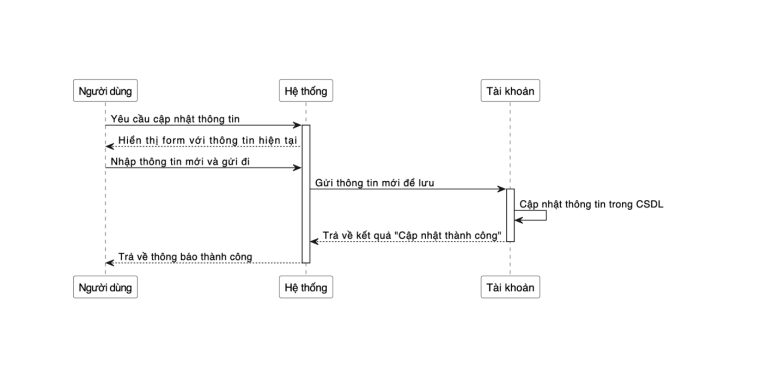 Người dùng
Hệ thống
Tài khoản
Yêu cầu cập nhật thông tin
Hiển thị form với thông tin hiện tại
Nhập thông tin mới và gửi đi
Gửi thông tin mới để lưu
Cập nhật thông tin trong CSDL
Trả về kết quả "Cập nhật thành công"
Trả về thông báo thành công
Người dùng
Hệ thống
Tài khoản